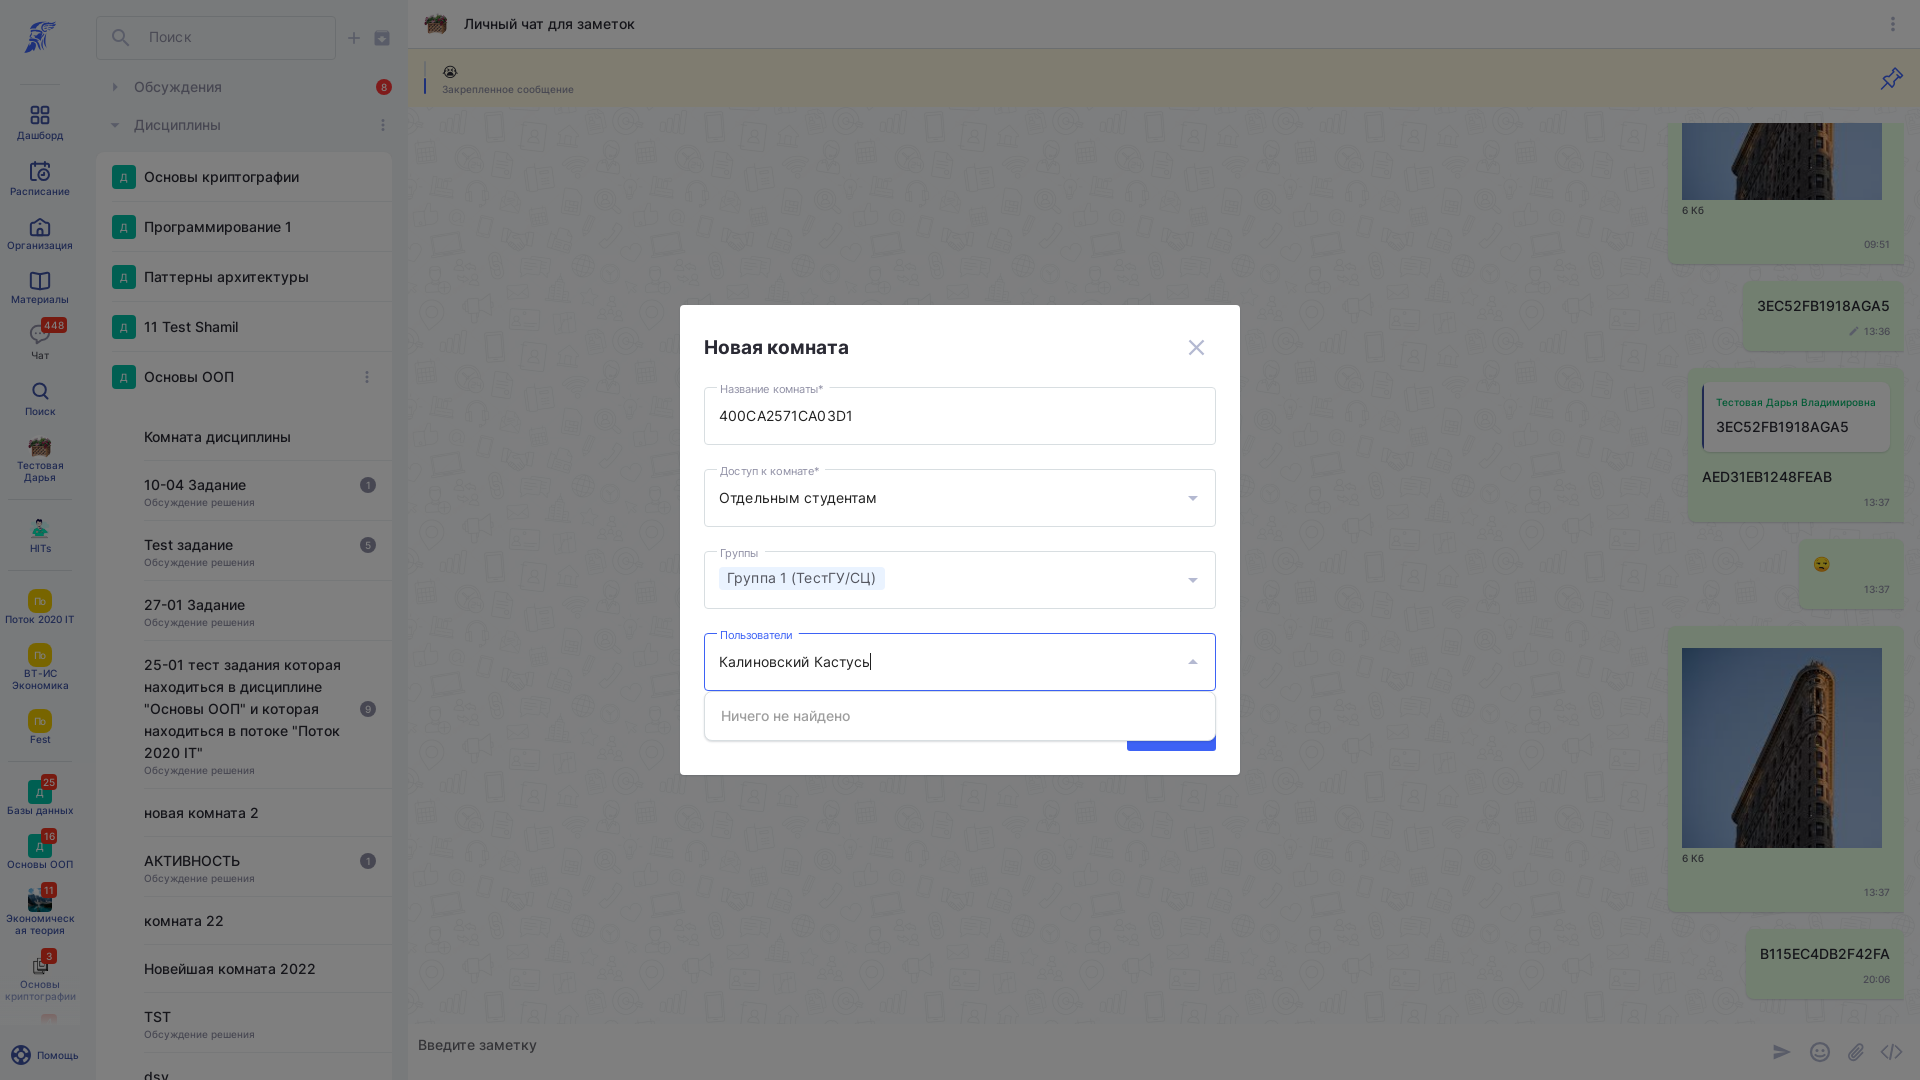 Дашборд
Расписание
Организация
Материалы
448
Чат
Поиск
Тестовая
Дарья
HITs
По
Поток 2020 IT
По
ВТ-ИС
Экономика
По
Fest
25
Д
Базы данных
16
Д
Основы ООП
11
Экономическ
ая теория
3
Основы
криптографии
Помощь
Поиск
Обсуждения
8
Дисциплины
Д
Основы криптографии
Д
Программирование 1
Д
Паттерны архитектуры
Д
11 Test Shamil
Д
Основы ООП
Комната дисциплины
10-04 Задание
1
Обсуждение решения
Test задание
5
Обсуждение решения
27-01 Задание
Обсуждение решения
25-01 тест задания которая
находиться в дисциплине
"Основы ООП" и которая
9
находиться в потоке "Поток
2020 IT"
Обсуждение решения
новая комната 2
АКТИВНОСТЬ
1
Обсуждение решения
комната 22
Новейшая комната 2022
TST
Обсуждение решения
dsv
Личный чат для заметок
Закрепленное сообщение
6 Кб
09:51
3EC52FB1918AGA5
13:36
Тестовая Дарья Владимировна
3EC52FB1918AGA5
AED31EB1248FEAB
13:37
13:37
6 Кб
13:37
B115EC4DB2F42FA
20:06
Введите заметку
Новая комната
Название комнаты*
400CA2571CA03D1
Доступ к комнате*
Отдельным студентам
Группы
Группа 1 (ТестГУ/СЦ)
Пользователи
Калиновский Кастусь
Ничего не найдено